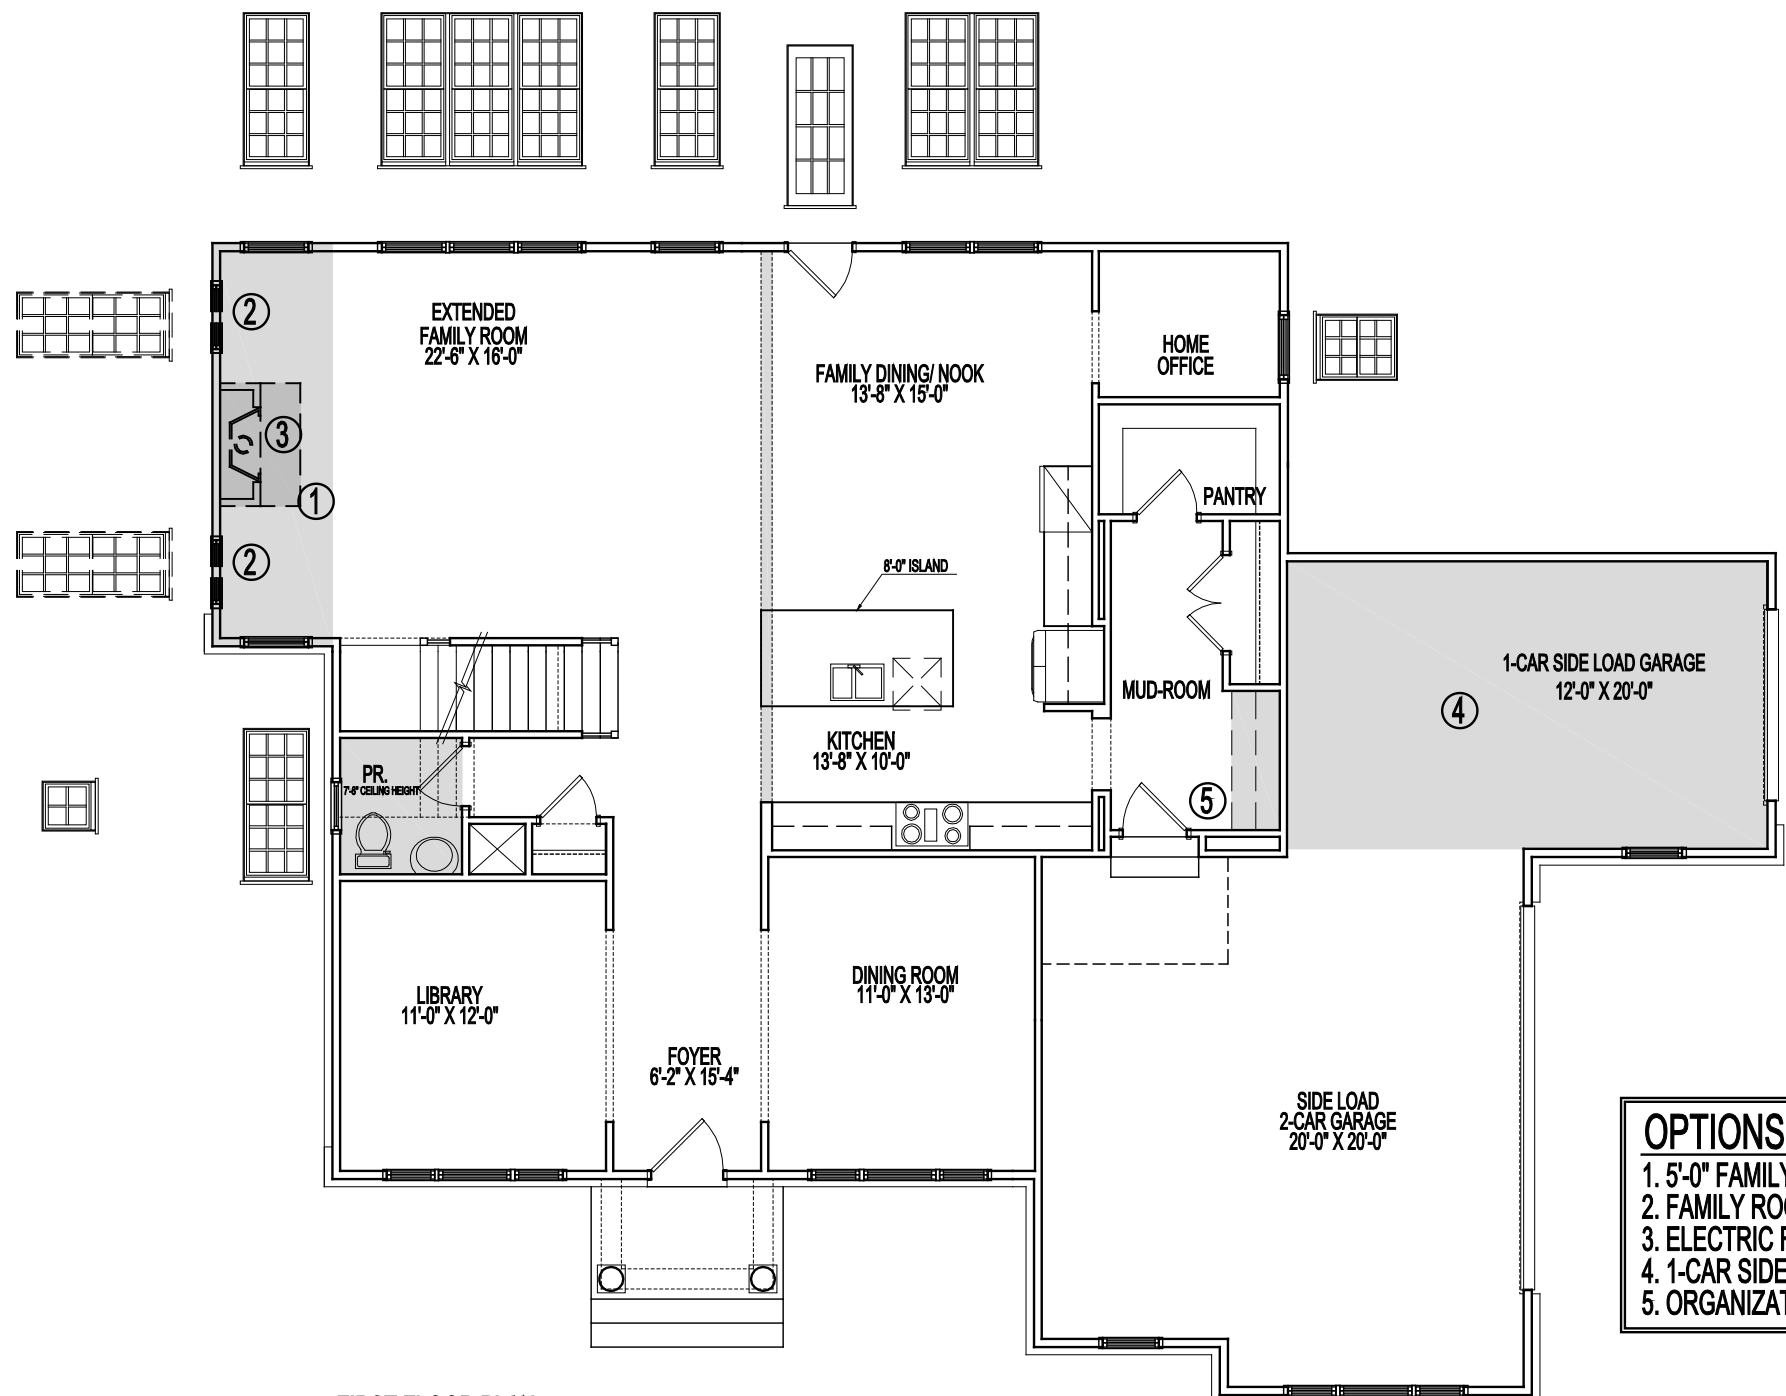 ②
EXTENDED
FAMILY ROOM
22'-6" X 16'-0"
FAMILY DINING/ NOOK
13'-8" X 15'-0"
HOME
OFFICE
③
①
PANTRY
②
8'-0" ISLAND
1-CAR SIDE LOAD GARAGE
12'-0" X 20'-0"
④
MUD-ROOM
KITCHEN
13'-8" X 10'-0"
PR.
7'-6" CEILING HEIGHT
⑤
LIBRARY
11'-0" X 12'-0"
DINING ROOM
11'-0" X 13'-0"
FOYER
6'-2" X 15'-4"
SIDE LOAD
2-CAR GARAGE
20'-0" X 20'-0"
OPTIONS
1. 5'-0" FAMILY
2. FAMILY
3. ELECTRIC
4. 1-CAR SIDE
5.